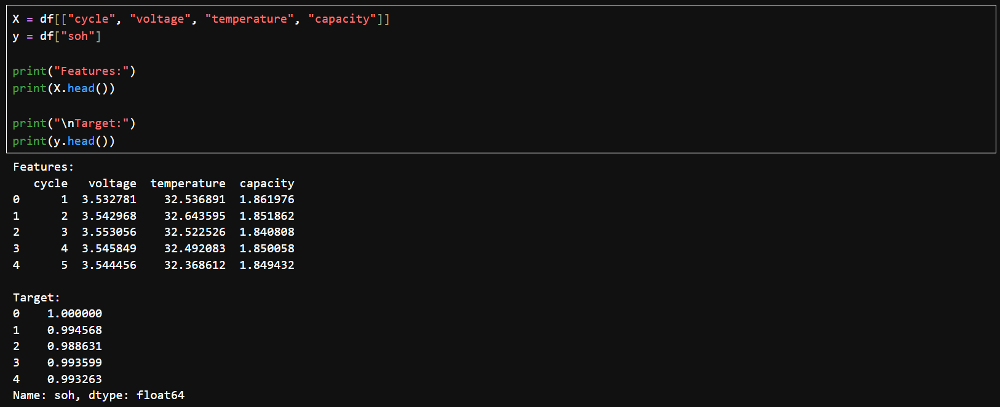 X = df[["cycle", "voltage", "temperature", "capacity"]]
y = df["soh"]

print("Features:")
print(X.head())

print("\nTarget:")
print(y.head())
Features:
   cycle   voltage  temperature  capacity
0      1  3.532781    32.536891  1.861976
1      2  3.542968    32.643595  1.851862
2      3  3.553056    32.522526  1.840808
3      4  3.545849    32.492083  1.850058
4      5  3.544456    32.368612  1.849432

Target:
0    1.000000
1    0.994568
2    0.988631
3    0.993599
4    0.993263
Name: soh, dtype: float64